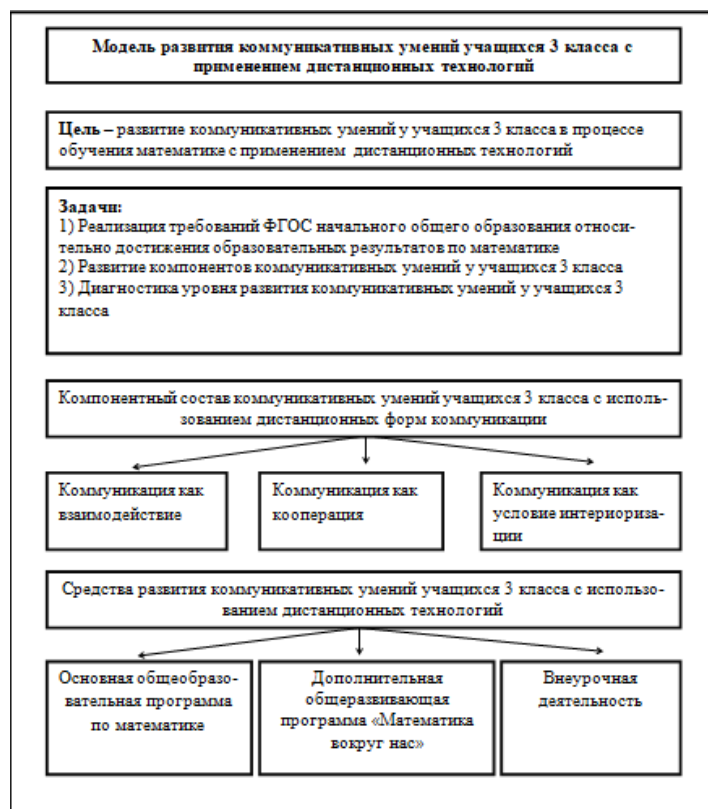 Модель развития коммуникативных умений учащихся 3 класса с
применением дистанционных технологий
Цель – развитие коммуникативных умений у учащихся 3 класса в процессе
обучения математике с применением дистанционных технологий
Задачи:
1) Реализация требований ФГОС начального общего образования относи-
тельно достижения образовательных результатов по математике
2) Развитие компонентов коммуникативных умений у учащихся 3 класса
3) Диагностика уровня развития коммуникативных умений у учащихся 3
класса
Компонентный состав коммуникативных умений учащихся 3 класса с исполь-
зованием дистанционных форм коммуникации
Коммуникация как
взаимодействие
Коммуникация как
кооперация
Коммуникация как
условие интериориза-
ции
Средства развития коммуникативных умений учащихся 3 класса с использо-
ванием дистанционных технологий
Основная общеобразо-
вательная программа
по математике
Дополнительная
общеразвивающая
программа «Математика
вокруг нас»
Внеурочная
деятельность